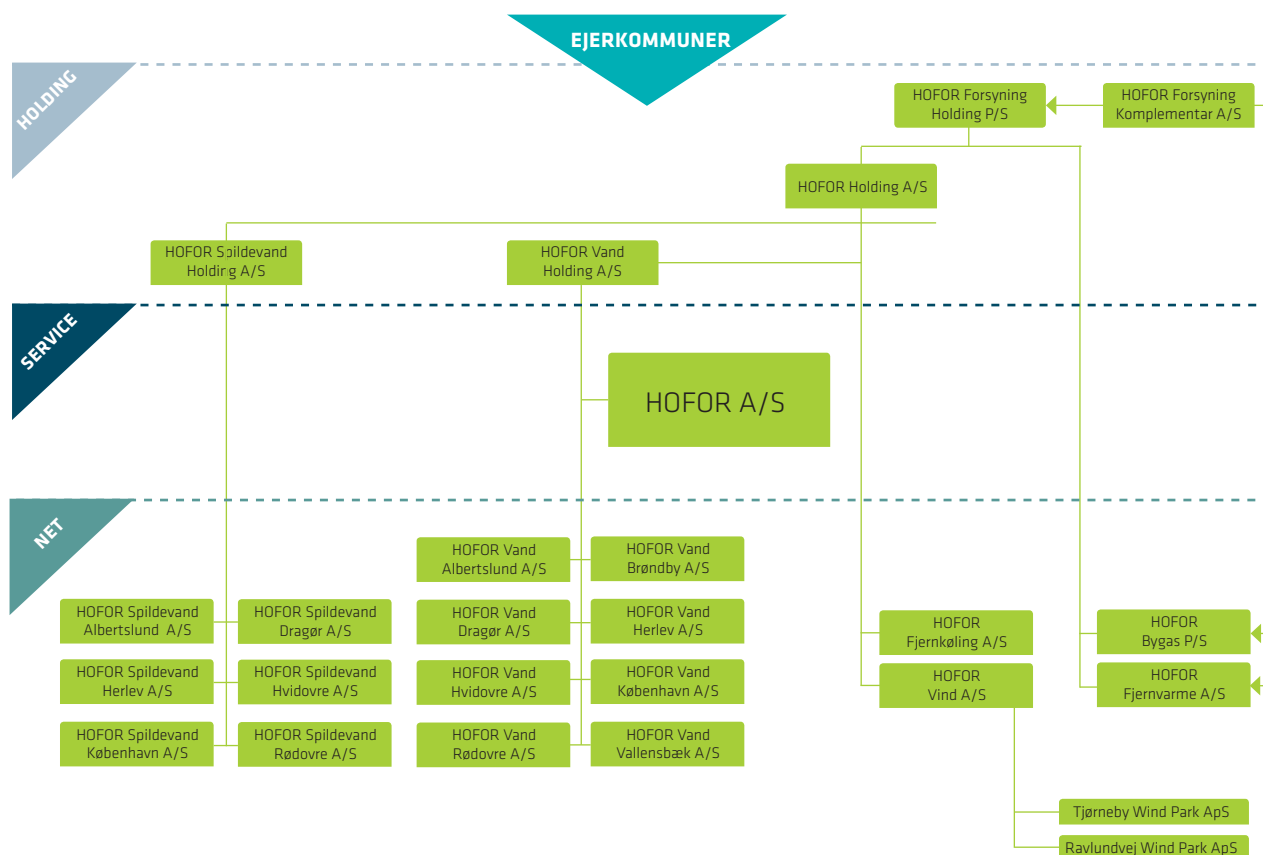 EJERKOMMUNER
HOLDING
HOFOR Forsyning
Holding P/S
HOFOR Forsyning
Komplementar A/S
HOFOR Holding A/S
HOFOR Spildevand
Holding A/S
HOFOR Vand
Holding A/S
SERVICE
HOFOR A/S
NET
HOFOR Vand
Albertslund A/S
HOFOR Vand
Brøndby A/S
HOFOR Spildevand
Albertslund A/S
HOFOR Spildevand
Dragør A/S
HOFOR Vand
Dragør A/S
HOFOR Vand
Herlev A/S
HOFOR
Fjernkøling A/S
HOFOR
Bygas P/S
HOFOR Spildevand
Herlev A/S
HOFOR Spildevand
Hvidovre A/S
HOFOR Vand
Hvidovre A/S
HOFOR Vand
København A/S
HOFOR
Vind A/S
HOFOR
Fjernvarme A/S
HOFOR Spildevand
København A/S
HOFOR Spildevand
Rødovre A/S
HOFOR Vand
Rødovre A/S
HOFOR Vand
Vallensbæk A/S
Tjørneby Wind Park ApS
Ravlundvej Wind Park ApS